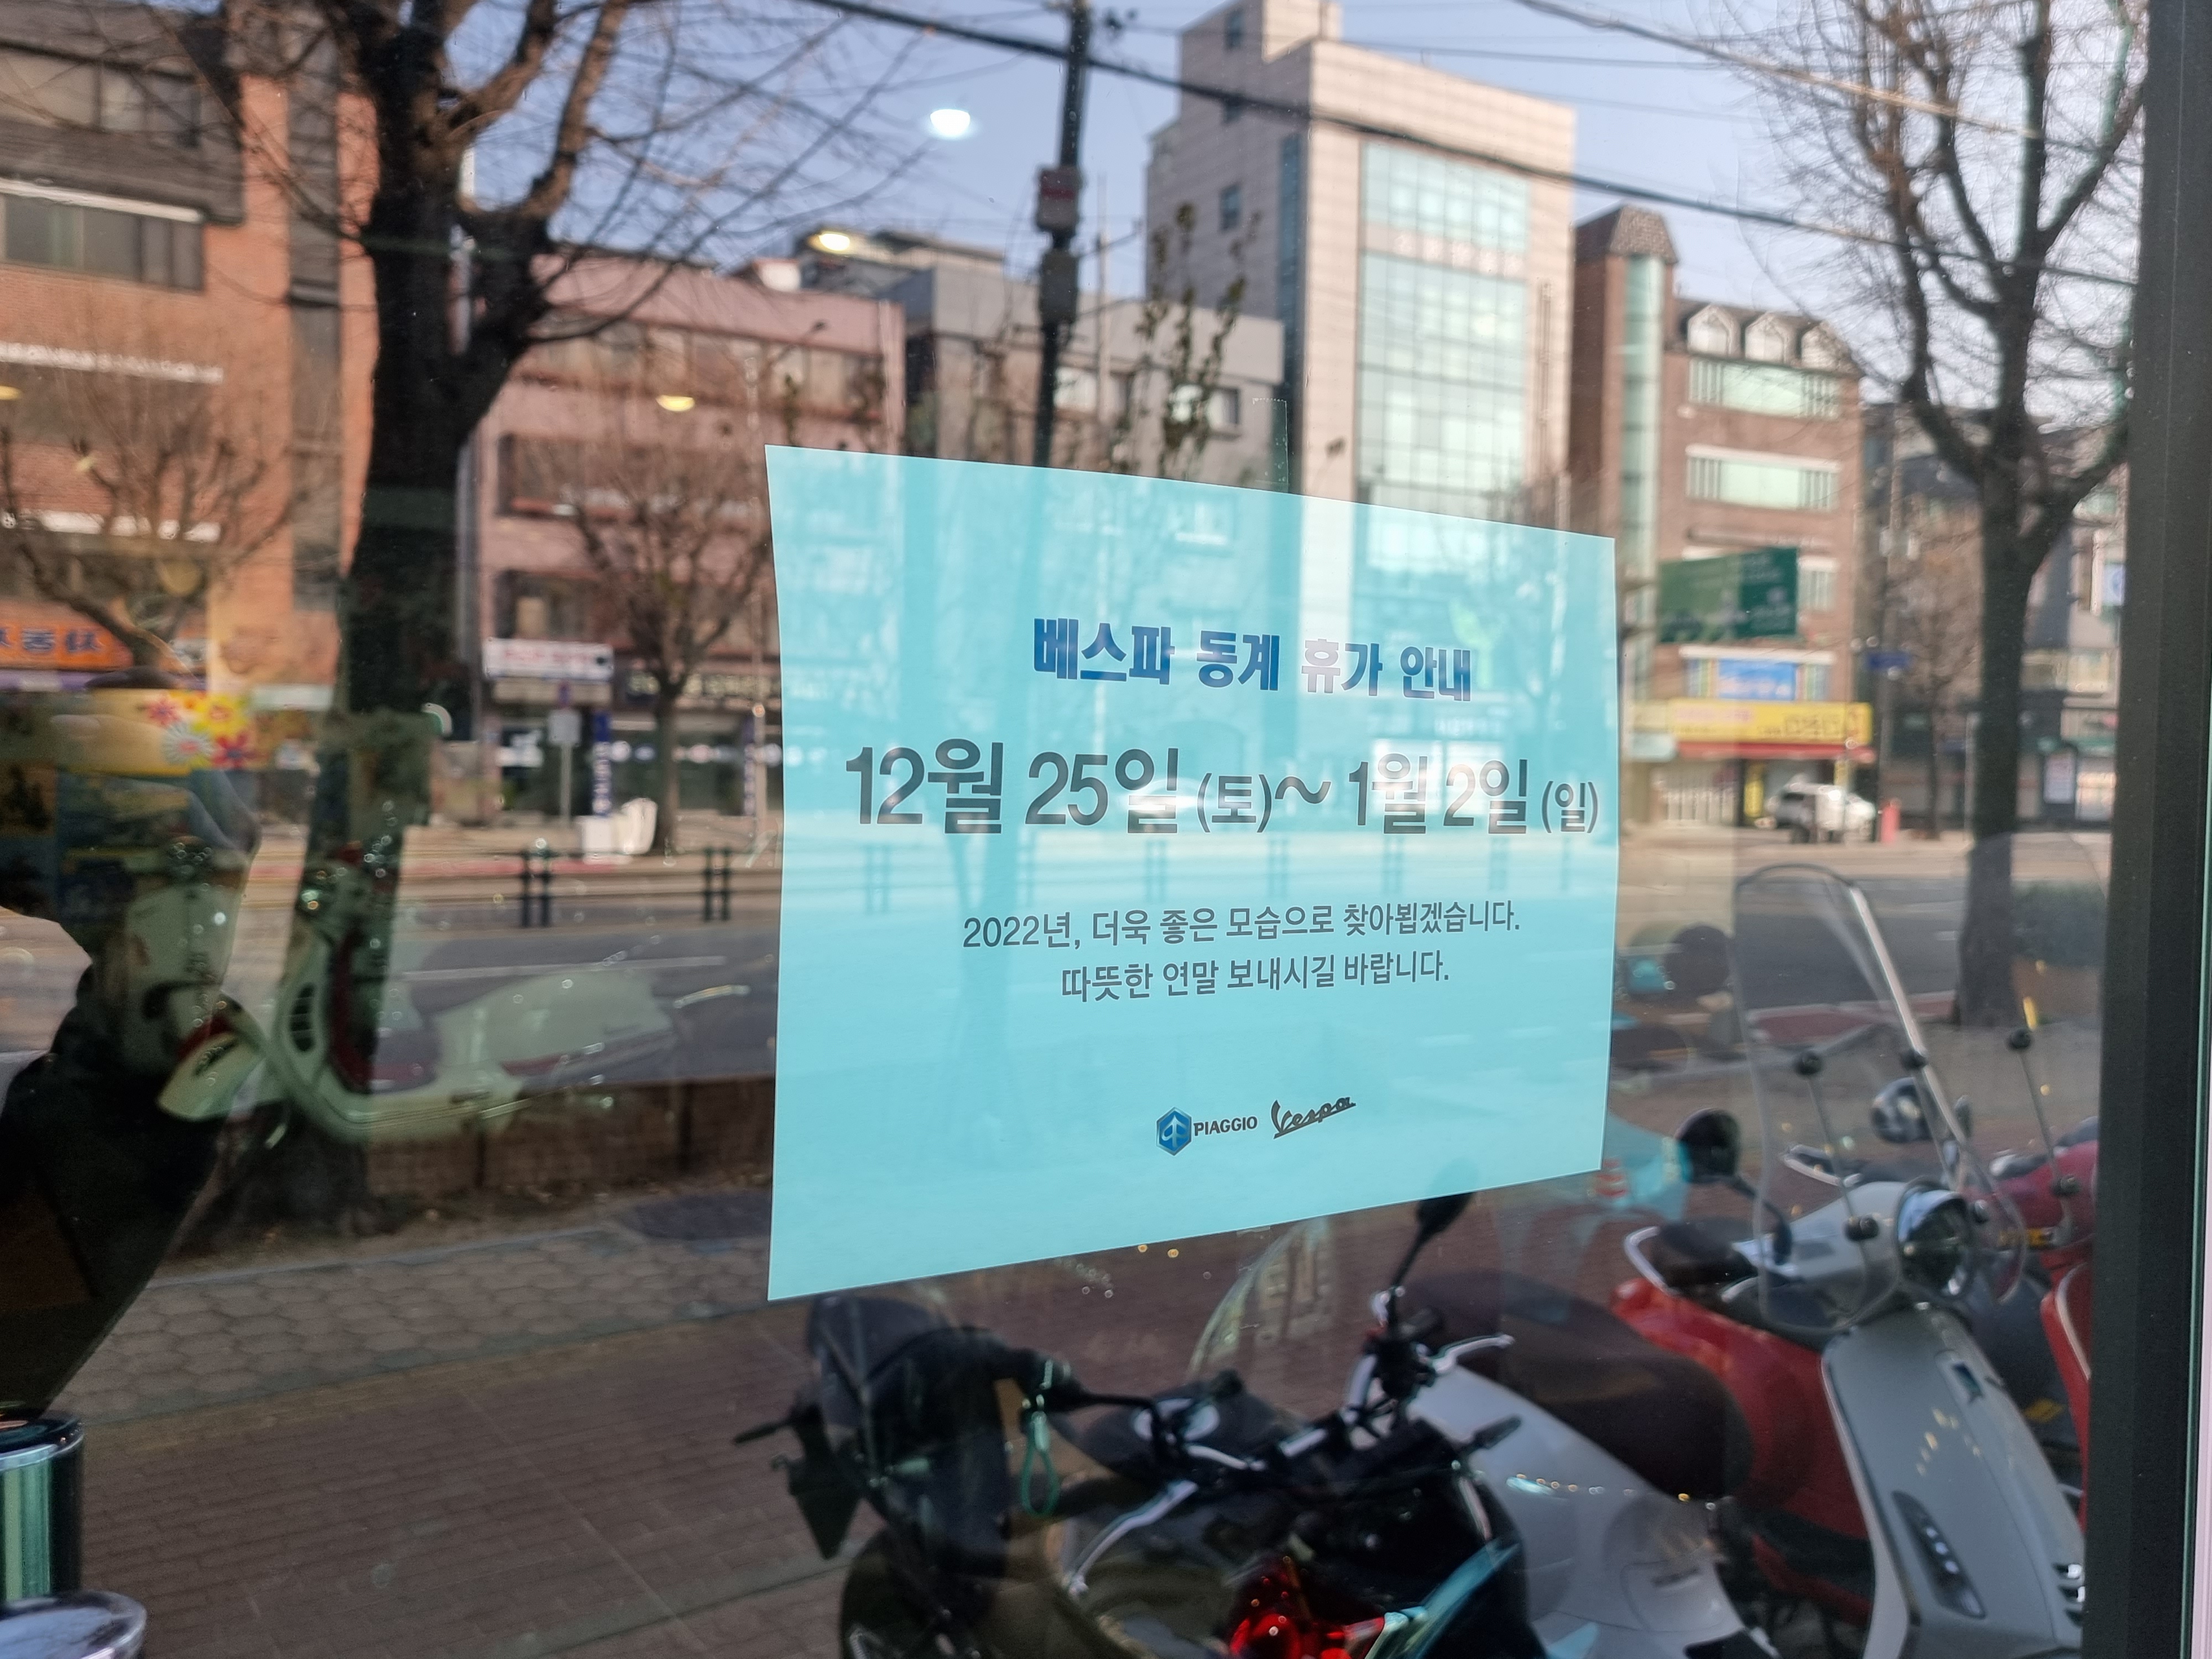 베스파 동계 휴가 안내
12월 25일 (토)~ 1월 2일 (일)
2022년, 더욱 좋은 모습으로 찾아뵙겠습니다.
따뜻한 연말 보내시길 바랍니다.
PIAGGIO Vespa